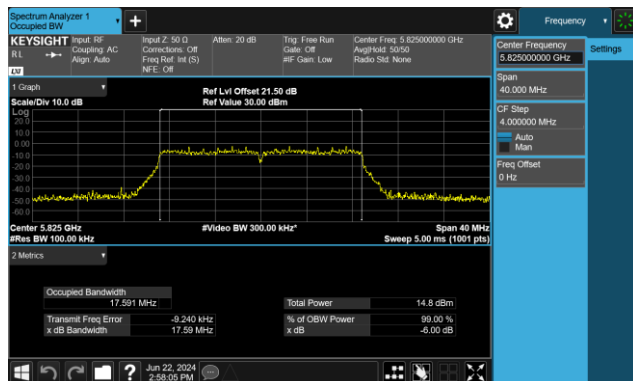 Spectrum Analyzer 1
Occupied BW
Frequency
KEYSIGHT
RL
LXI
Input: RF
Coupling: AC
Align: Auto
Input Z: 50 Ω
Corrections: Off
Freq Ref: Int (S)
NFE: Off
Atten: 20 dB
Trig: Free Run
Gate: Off
#IF Gain: Low
Center Freq: 5.825000000 GHz
Avg|Hold: 50/50
Radio Std: None
Center Frequency
5.825000000 GHz
Settings
Span
40.000 MHz
CF Step
4.000000 MHz
Auto
Man
Freq Offset
0 Hz
1 Graph
Scale/Div 10.0 dB
Ref Lvl Offset 21.50 dB
Ref Value 30.00 dBm
Log
20.0
10.0
0.00
-10.0
-20.0
-30.0
-40.0
-50.0
-60.0
Center 5.825 GHz
#Res BW 100.00 kHz
#Video BW 300.00 kHz*
Span 40 MHz
Sweep 5.00 ms (1001 pts)
2 Metrics
Occupied Bandwidth
17.591 MHz
Total Power 14.8 dBm
Transmit Freq Error -9.240 kHz
% of OBW Power 99.00 %
x dB Bandwidth 17.59 MHz
x dB -6.00 dB
?
Jun 22, 2024
2:58:05 PM